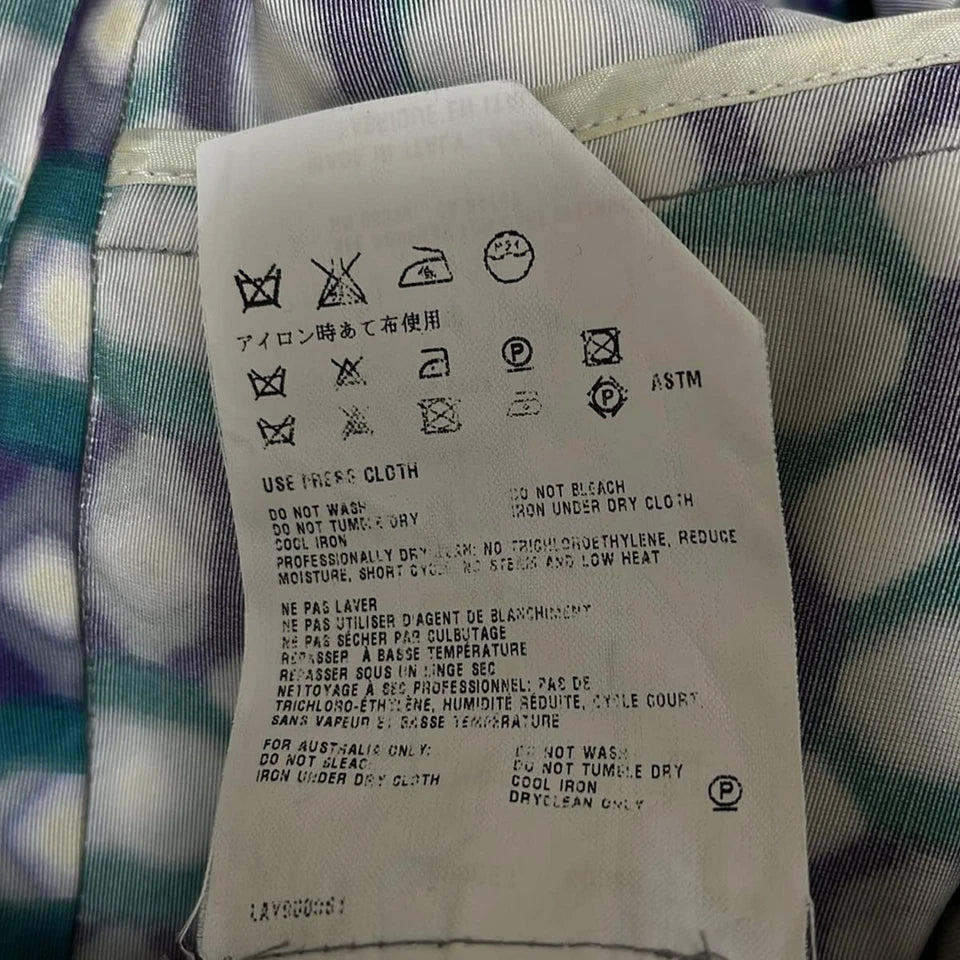 ドライ
低
アイロン時あて布使用
P
P ASTM
USE PRESS CLOTH
DO NOT WASH DO NOT BLEACH
DO NOT TUMBLE DRY IRON UNDER DRY CLOTH
COOL IRON
PROFESSIONALLY DRY CLEAN: NO TRICHLOROETHYLENE, REDUCE
MOISTURE, SHORT CYCLE NO STEAM AND LOW HEAT
NE PAS LAVER
NE PAS UTILISER D'AGENT DE BLANCHIMENT
NE PAS SÉCHER PAR CULBUTAGE
REPASSER À BASSE TEMPÉRATURE
REPASSER SOUS UN LINGE SEC
NETTOYAGE À SEC PROFESSIONNEL: PAS DE
TRICHLORO-ÉTHYLÈNE, HUMIDITÉ RÉDUITE, CYCLE COURT,
SANS VAPEUR ET BASSE TEMPÉRATURE
FOR AUSTRALIA ONLY: DO NOT WASH
DO NOT BLEACH DO NOT TUMBLE DRY
IRON UNDER DRY CLOTH COOL IRON
DRYCLEAN ONLY P